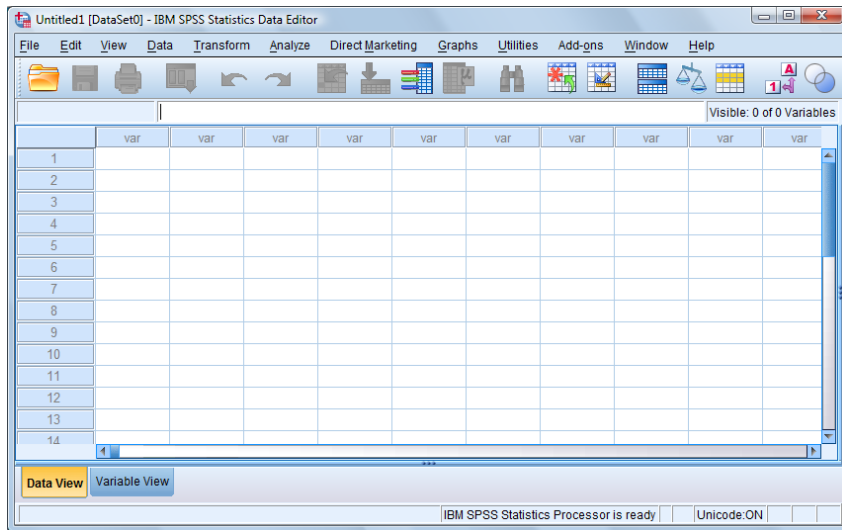 Untitled1 [DataSet0] - IBM SPSS Statistics Data Editor
File Edit View Data Transform Analyze Direct Marketing Graphs Utilities Add-ons Window Help
μ A 1
Visible: 0 of 0 Variables
var var var var var var var var var var
1
2
3
4
5
6
7
8
9
10
11
12
13
14
Data View Variable View
IBM SPSS Statistics Processor is ready Unicode:ON